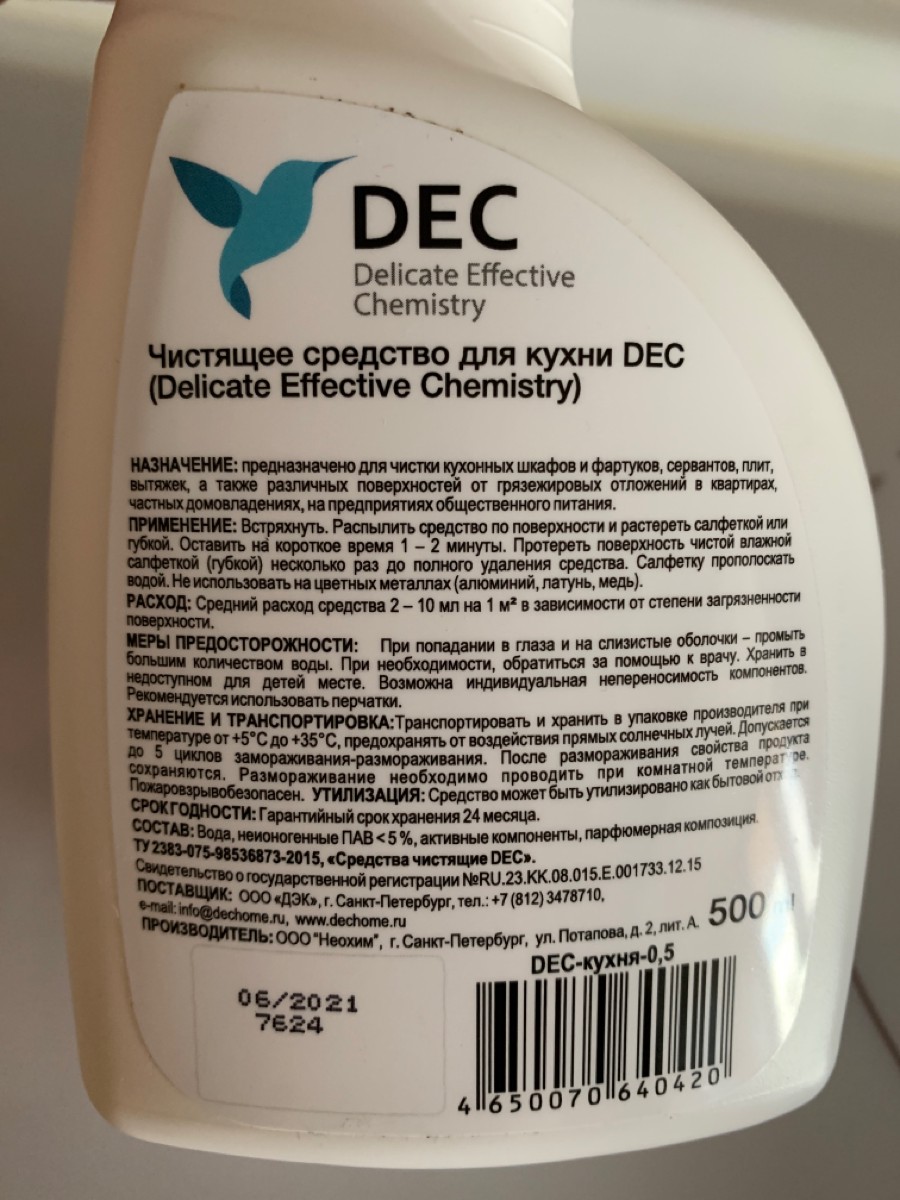 DEC
Delicate Effective
Chemistry
Чистящее средство для кухни DEC
(Delicate Effective Chemistry)
НАЗНАЧЕНИЕ: предназначено для чистки кухонных шкафов и фартуков, сервантов, плит,
вытяжек, а также различных поверхностей от грязежировых отложений в квартирах,
частных домовладениях, на предприятиях общественного питания.
ПРИМЕНЕНИЕ: Встряхнуть. Распылить средство по поверхности и растереть салфеткой или
губкой. Оставить на короткое время 1 – 2 минуты. Протереть поверхность чистой влажной
салфеткой (губкой) несколько раз до полного удаления средства. Салфетку прополоскать
водой. Не использовать на цветных металлах (алюминий, латунь, медь).
РАСХОД: Средний расход средства 2 – 10 мл на 1 м² в зависимости от степени загрязненности
поверхности.
МЕРЫ ПРЕДОСТОРОЖНОСТИ: При попадании в глаза и на слизистые оболочки – промыть
большим количеством воды. При необходимости, обратиться за помощью к врачу. Хранить в
недоступном для детей месте. Возможна индивидуальная непереносимость компонентов.
Рекомендуется использовать перчатки.
ХРАНЕНИЕ И ТРАНСПОРТИРОВКА: Транспортировать и хранить в упаковке производителя при
температуре от +5°C до +35°C, предохранять от воздействия прямых солнечных лучей. Допускается
до 5 циклов замораживания-размораживания. После размораживания свойства продукта
сохраняются. Размораживание необходимо проводить при комнатной температуре.
Пожаровзрывобезопасен. УТИЛИЗАЦИЯ: Средство может быть утилизировано как бытовой отход.
СРОК ГОДНОСТИ: Гарантийный срок хранения 24 месяца.
СОСТАВ: Вода, неионогенные ПАВ < 5 %, активные компоненты, парфюмерная композиция.
ТУ 2383-075-98536873-2015, «Средства чистящие DEC».
Свидетельство о государственной регистрации №RU.23.КК.08.015.Е.001733.12.15
ПОСТАВЩИК: ООО «ДЭК», г. Санкт-Петербург, тел.: +7 (812) 3478710,
e-mail: info@dechome.ru, www.dechome.ru
ПРОИЗВОДИТЕЛЬ: ООО "Неохим", г. Санкт-Петербург, ул. Потапова, д. 2, лит. А.
500 ml
DEC-кухня-0,5
06/2021
7624
4 650070 640420